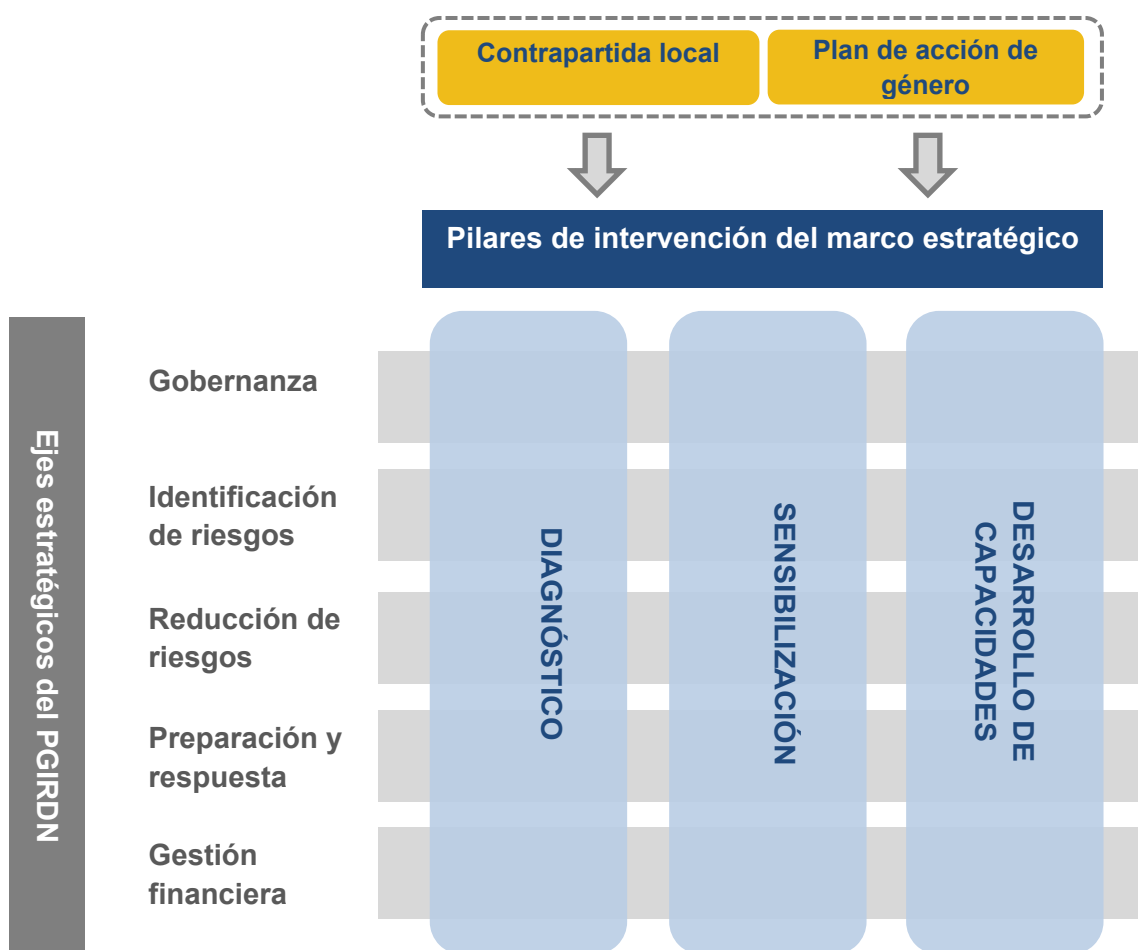 Contrapartida local
Plan de acción de
género
Pilares de intervención del marco estratégico
Ejes estratégicos del PGIRDN
Gobernanza
Identificación
de riesgos
Reducción de
riesgos
Preparación y
respuesta
Gestión
financiera
DIAGNÓSTICO
SENSIBILIZACIÓN
DESARROLLO DE
CAPACIDADES